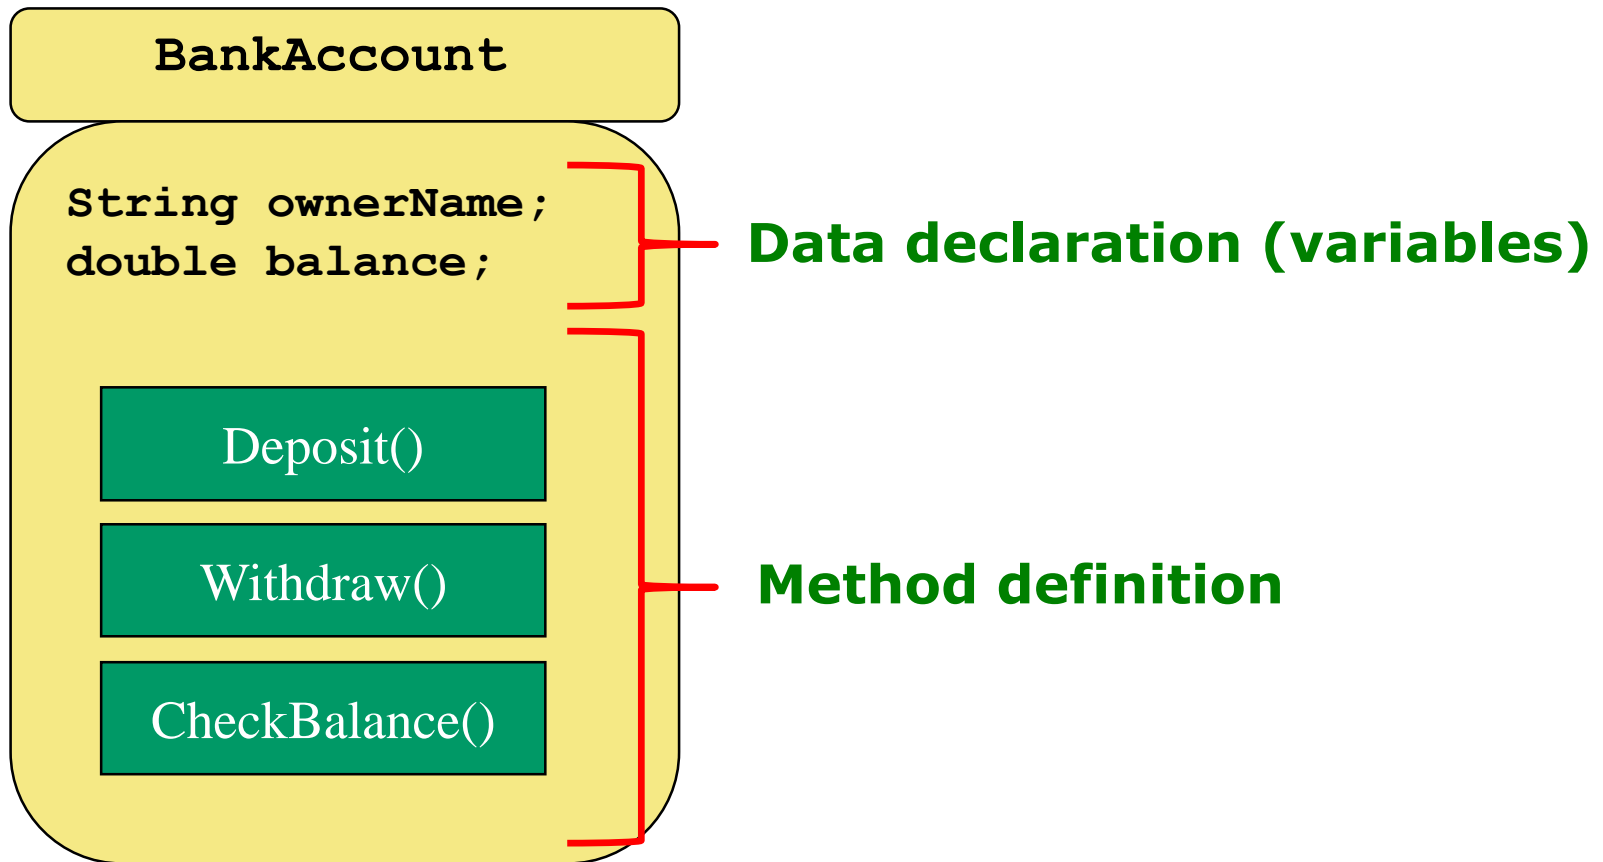 BankAccount
String ownerName;
double balance;
Data declaration (variables)
Deposit()
Withdraw()
CheckBalance()
Method definition